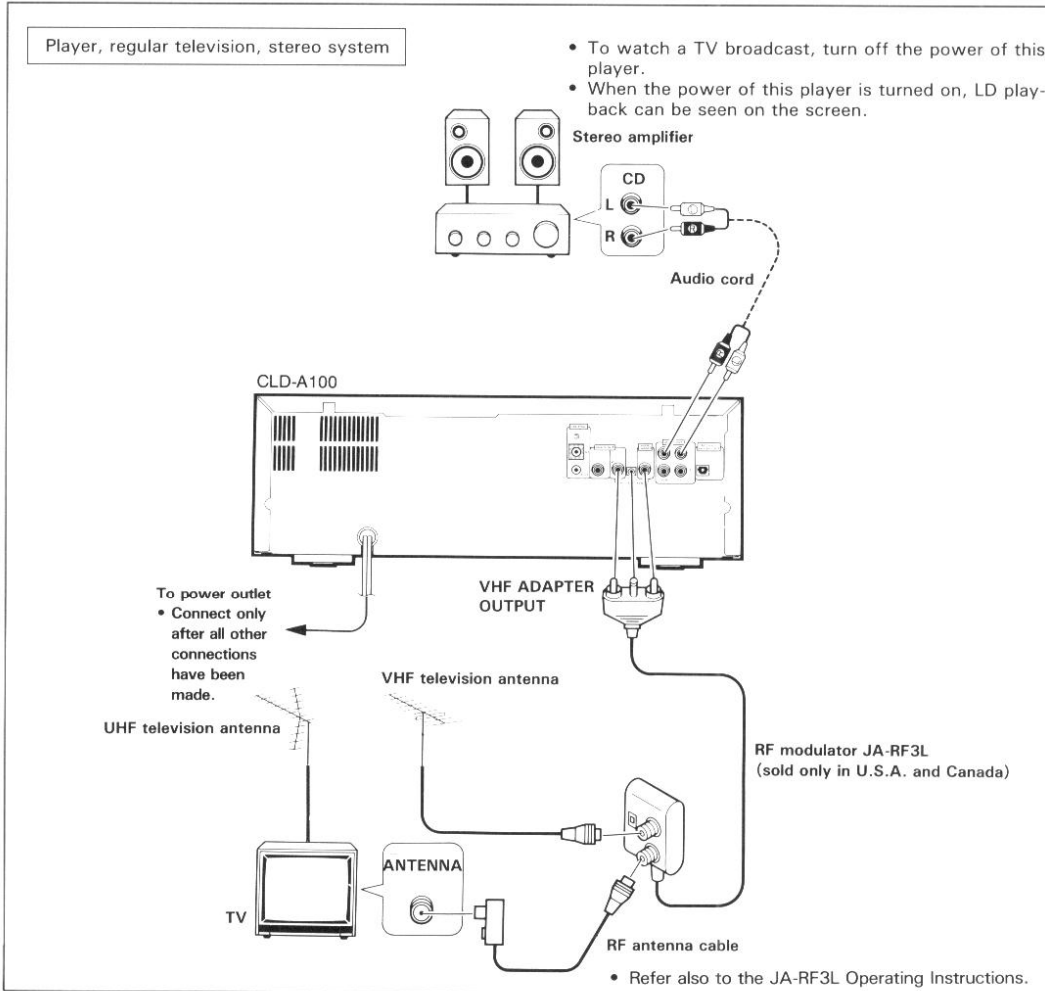 Player, regular television, stereo system
• To watch a TV broadcast, turn off the power of this
player.
• When the power of this player is turned on, LD play-
back can be seen on the screen.
Stereo amplifier
CD
L
R
Audio cord
CLD-A100
VHF ADAPTER
OUTPUT
To power outlet
• Connect only
after all other
connections
have been
made.
VHF television antenna
UHF television antenna
RF modulator JA-RF3L
(sold only in U.S.A. and Canada)
ANTENNA
TV
RF antenna cable
• Refer also to the JA-RF3L Operating Instructions.